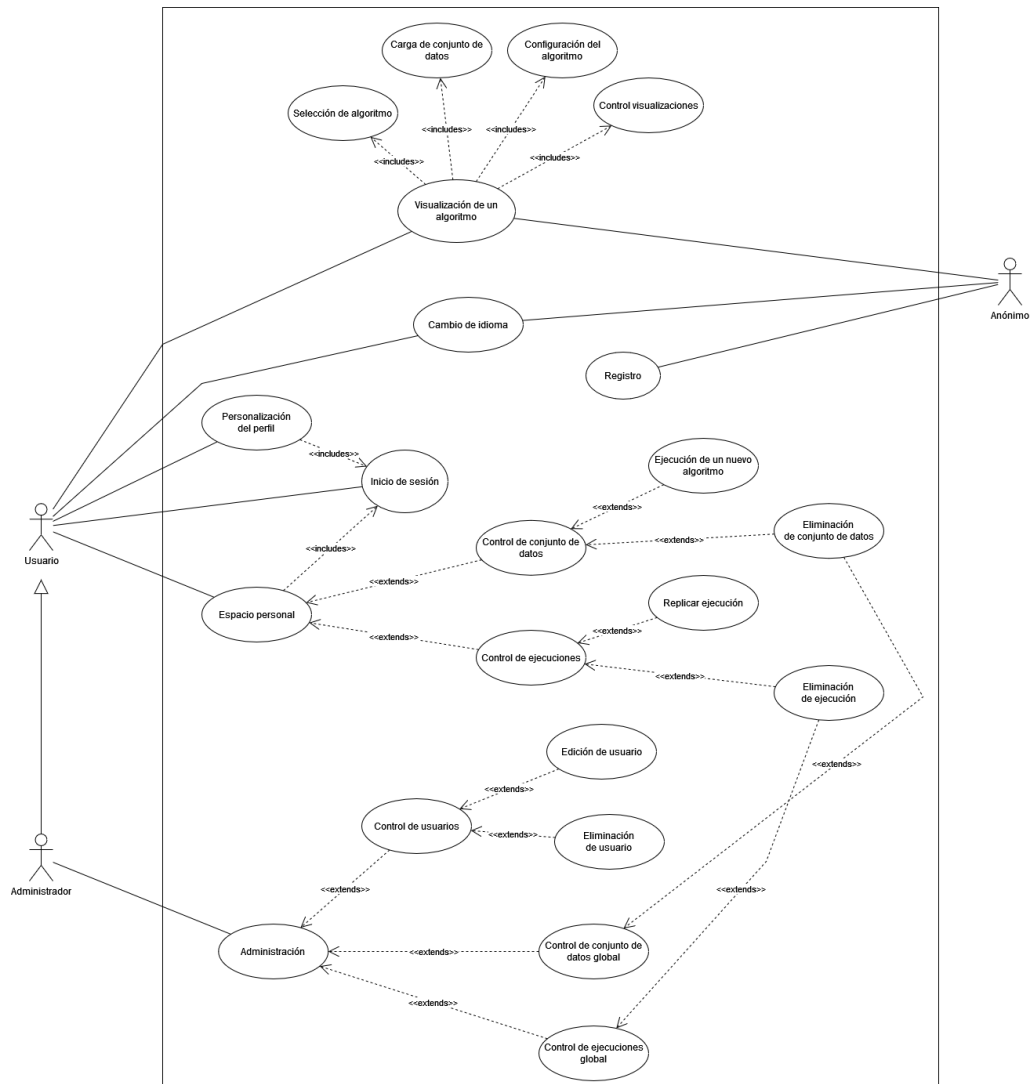 Carga de conjunto de
datos
Configuración del
algoritmo
Selección de algoritmo
Control visualizaciones
<<includes>>
<<includes>>
<<includes>>
<<includes>>
Visualización de un
algoritmo
Anónimo
Cambio de idioma
Registro
Personalización
del perfil
<<includes>>
Inicio de sesión
Ejecución de un nuevo
algoritmo
<<extends>>
Eliminación
de conjunto de datos
Control de conjunto de
datos
<<extends>>
<<includes>>
Usuario
<<extends>>
Espacio personal
Replicar ejecución
<<extends>>
<<extends>>
Control de ejecuciones
<<extends>>
Eliminación
de ejecución
Edición de usuario
<<extends>>
<<extends>>
Control de usuarios
<<extends>>
Eliminación
de usuario
Administrador
<<extends>>
<<extends>>
Administración
<<extends>>
Control de conjunto de
datos global
<<extends>>
Control de ejecuciones
global